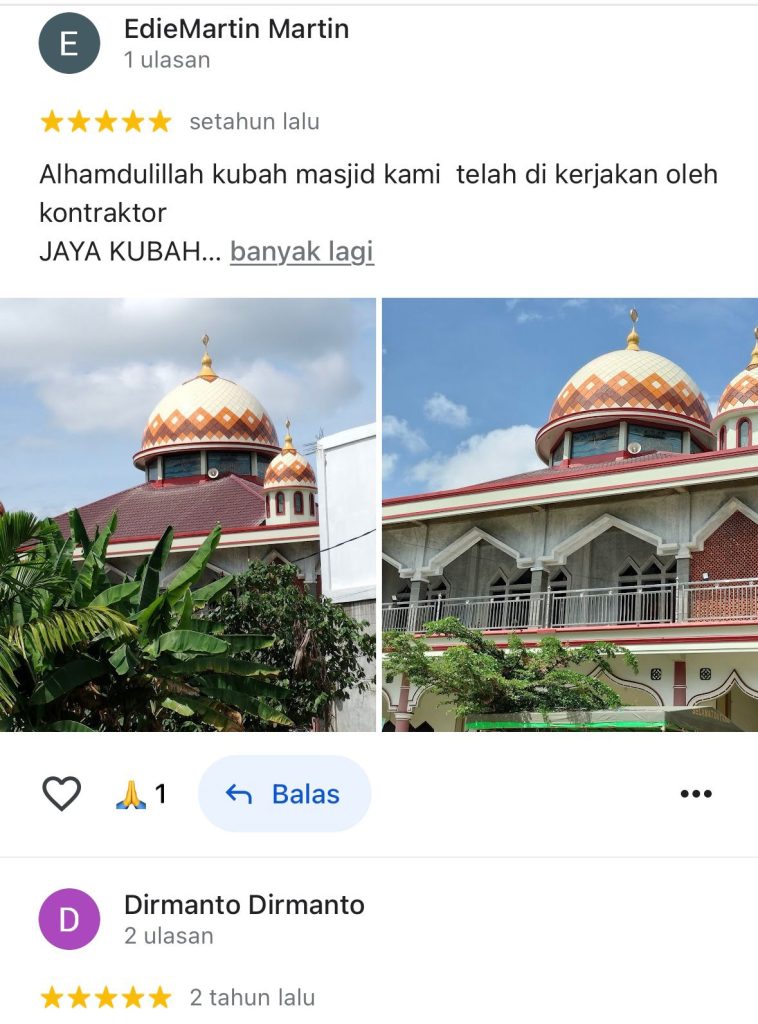 E
EdieMartin Martin
1 ulasan
setahun lalu
Alhamdulillah kubah masjid kami  telah di kerjakan oleh
kontraktor
JAYA KUBAH... banyak lagi
1
Balas
D
Dirmanto Dirmanto
2 ulasan
2 tahun lalu